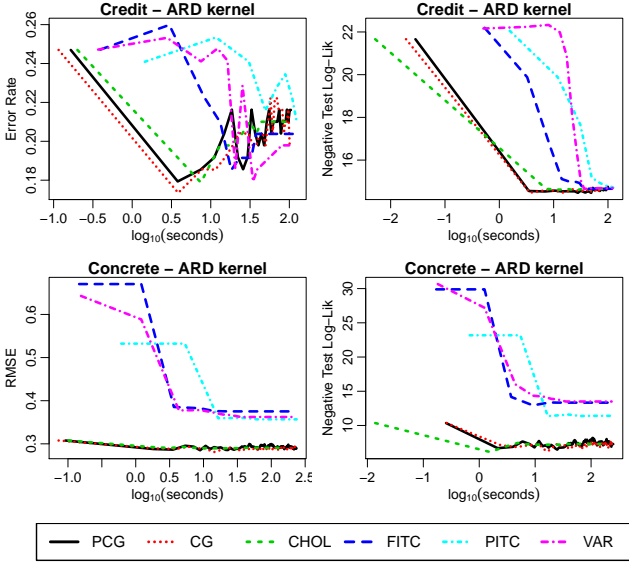 Credit − ARD kernel
Error Rate
0.18 0.20 0.22 0.24 0.26
−1.0 −0.5 0.0 0.5 1.0 1.5 2.0
log10(seconds)
Credit − ARD kernel
Negative Test Log−Lik
14 16 18 20 22
−2 −1 0 1 2
log10(seconds)
Concrete − ARD kernel
RMSE
0.3 0.4 0.5 0.6
−1.0 0.0 0.5 1.0 1.5 2.0 2.5
log10(seconds)
Concrete − ARD kernel
Negative Test Log−Lik
10 15 20 25 30
−2 −1 0 1 2
log10(seconds)
PCG CG CHOL FITC PITC VAR